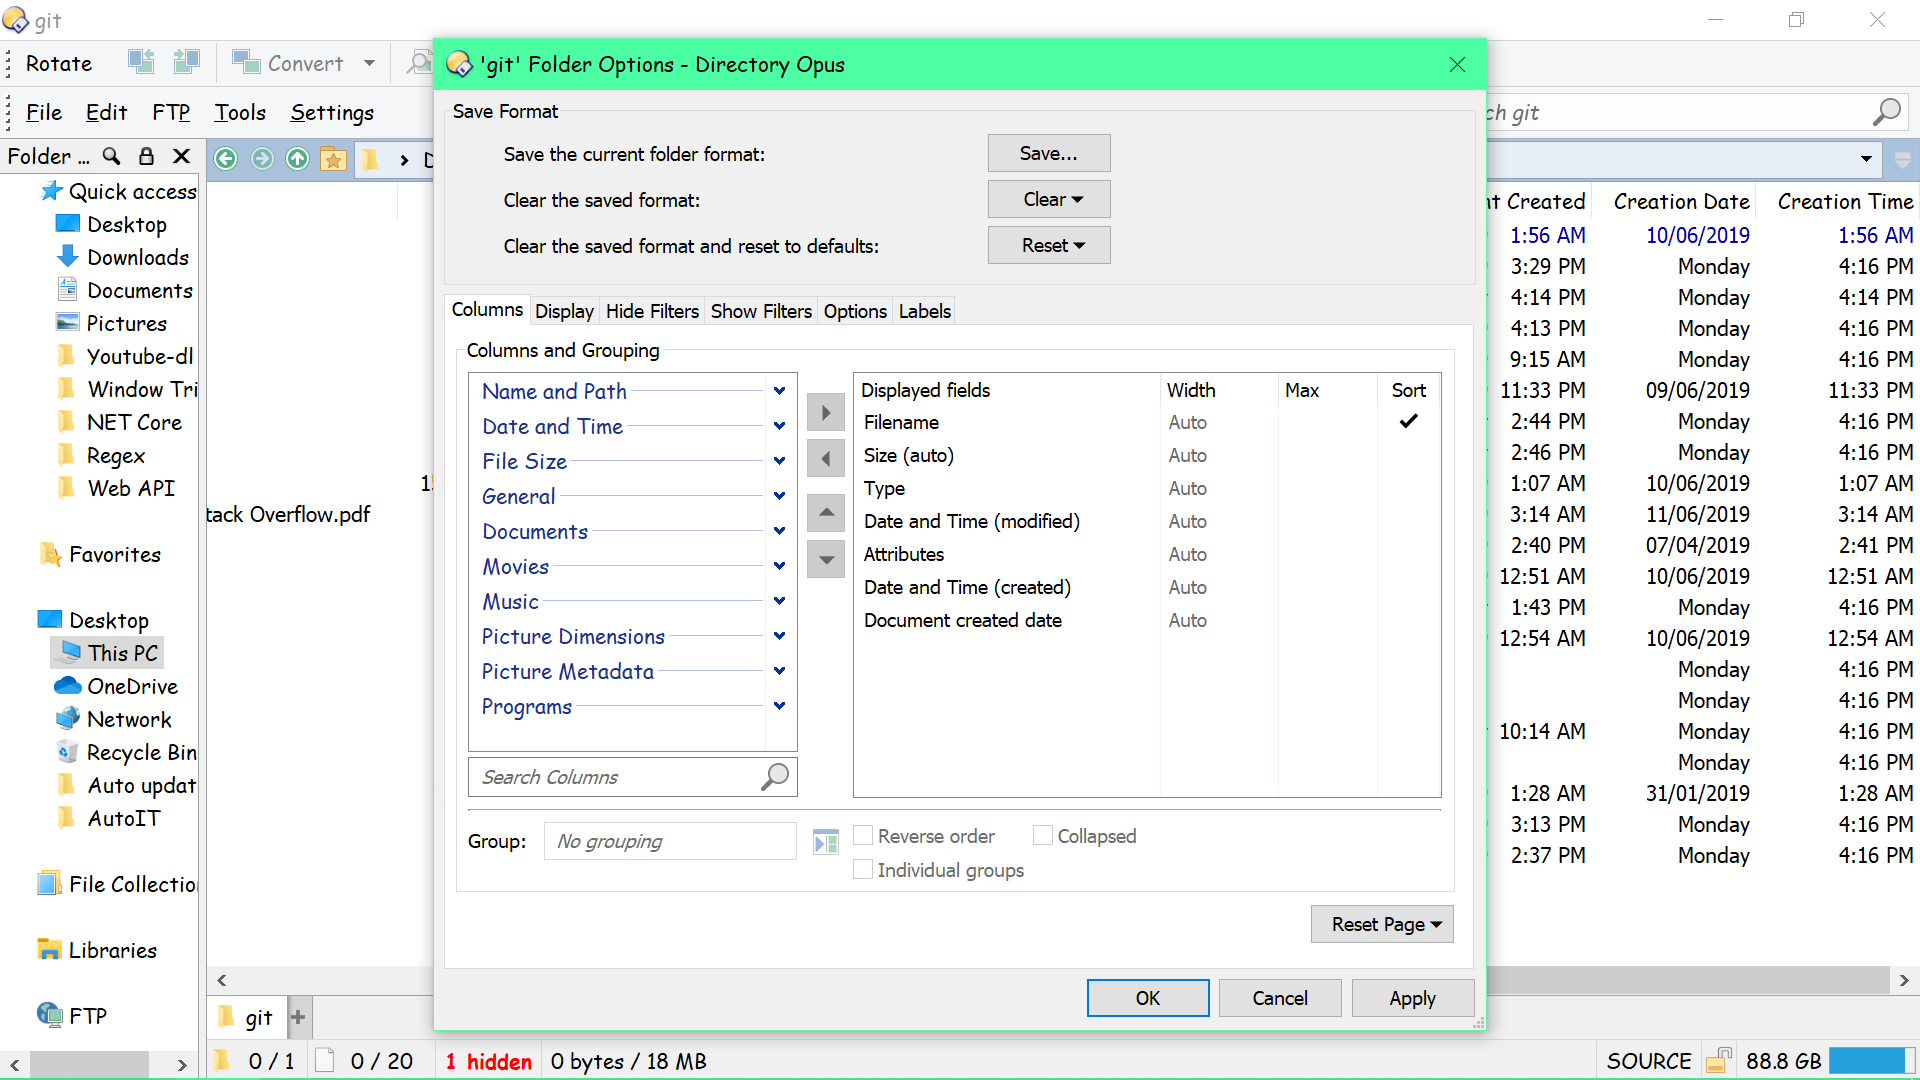 git
Rotate
Convert
File Edit FTP Tools Settings
Folder ...
Quick access
Desktop
Downloads
Documents
Pictures
Youtube-dl
Window Tri
NET Core
Regex
Web API
Favorites
Desktop
This PC
OneDrive
Network
Recycle Bin
Auto updat
AutoIT
File Collectio
Libraries
FTP
tack Overflow.pdf
'git' Folder Options - Directory Opus
Save Format
Save the current folder format: Save...
Clear the saved format: Clear
Clear the saved format and reset to defaults: Reset
Columns Display Hide Filters Show Filters Options Labels
Columns and Grouping
Name and Path
Date and Time
File Size
General
Documents
Movies
Music
Picture Dimensions
Picture Metadata
Programs
Search Columns
Displayed fields Width Max Sort
Filename Auto
Size (auto) Auto
Type Auto
Date and Time (modified) Auto
Attributes Auto
Date and Time (created) Auto
Document created date Auto
Group: No grouping
Reverse order Collapsed
Individual groups
Reset Page
OK Cancel Apply
ch git
nt Created Creation Date Creation Time
1:56 AM 10/06/2019 1:56 AM
3:29 PM Monday 4:16 PM
4:14 PM Monday 4:14 PM
4:13 PM Monday 4:16 PM
9:15 AM Monday 4:16 PM
11:33 PM 09/06/2019 11:33 PM
2:44 PM Monday 4:16 PM
2:46 PM Monday 4:16 PM
1:07 AM 10/06/2019 1:07 AM
3:14 AM 11/06/2019 3:14 AM
2:40 PM 07/04/2019 2:41 PM
12:51 AM 10/06/2019 12:51 AM
1:43 PM Monday 4:16 PM
12:54 AM 10/06/2019 12:54 AM
Monday 4:16 PM
Monday 4:16 PM
10:14 AM Monday 4:16 PM
Monday 4:16 PM
1:28 AM 31/01/2019 1:28 AM
3:13 PM Monday 4:16 PM
2:37 PM Monday 4:16 PM
git
0 / 1 0 / 20 1 hidden 0 bytes / 18 MB
SOURCE 88.8 GB